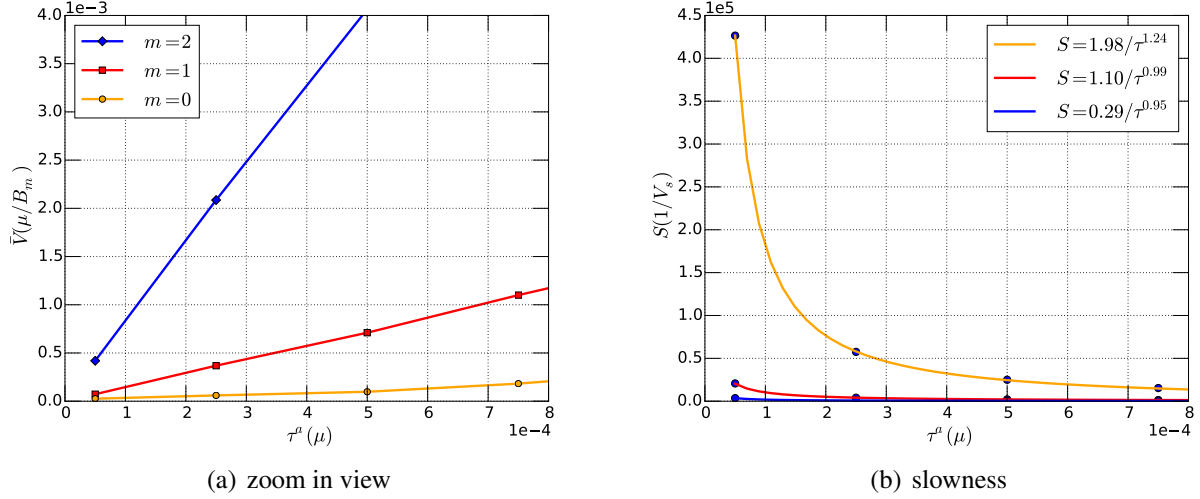 1e−3
4.0
3.5
3.0
2.5
2.0
1.5
1.0
0.5
0.0
V̄(μ/B_m)
m=2
m=1
m=0
0 1 2 3 4 5 6 7 8
1e−4
τ^a(μ)
(a) zoom in view
1e5
4.5
4.0
3.5
3.0
2.5
2.0
1.5
1.0
0.5
0.0
S(1/V_s)
S=1.98/τ^1.24
S=1.10/τ^0.99
S=0.29/τ^0.95
0 1 2 3 4 5 6 7 8
1e−4
τ^a(μ)
(b) slowness